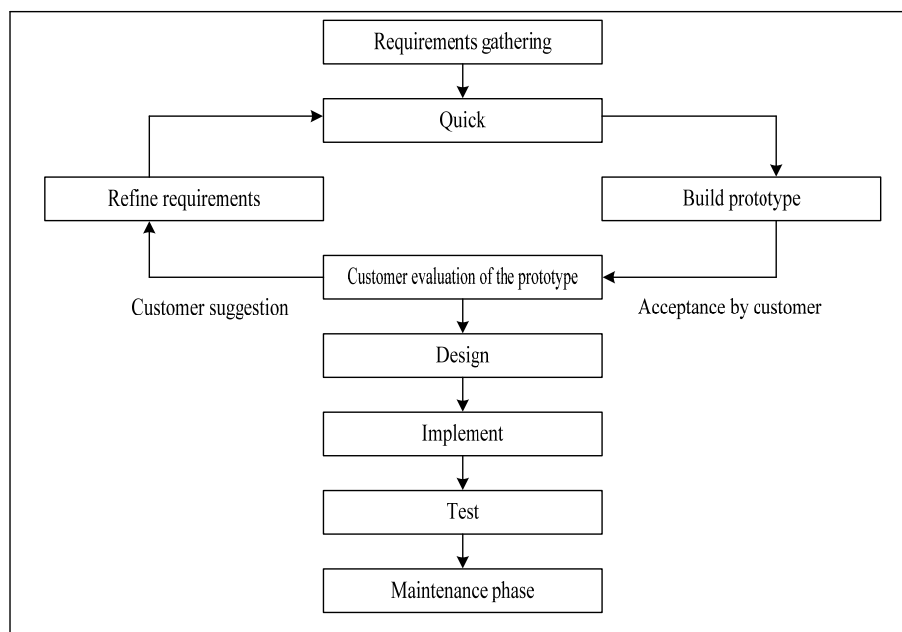 Requirements gathering
Quick
Refine requirements
Build prototype
Customer evaluation of the prototype
Customer suggestion
Acceptance by customer
Design
Implement
Test
Maintenance phase